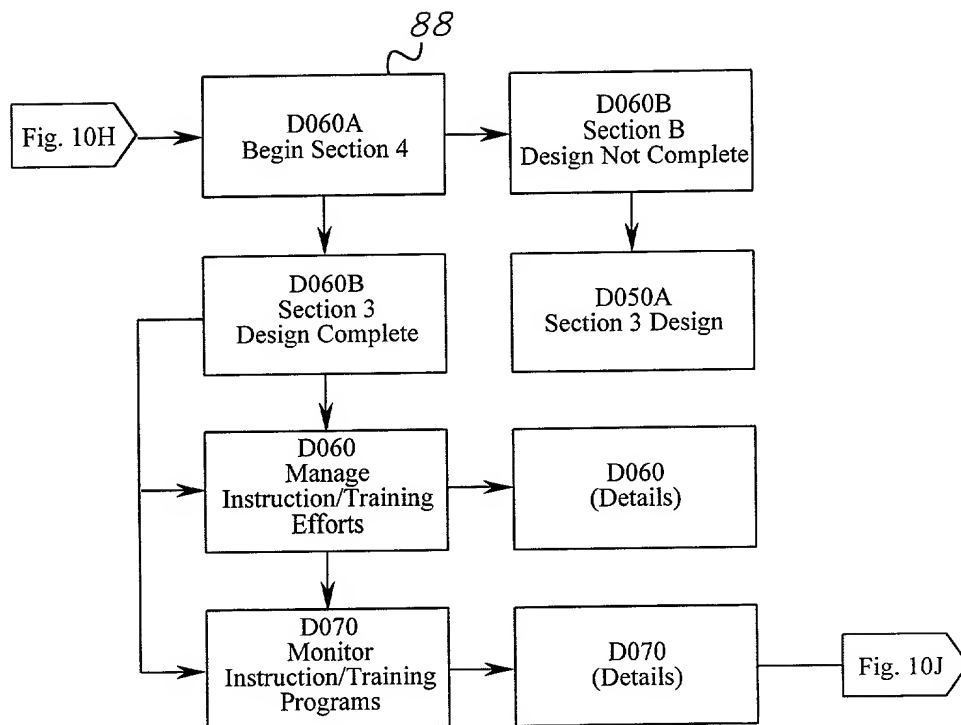 88
Fig. 10H
D060A
Begin Section 4
D060B
Section B
Design Not Complete
D060B
Section 3
Design Complete
D050A
Section 3 Design
D060
Manage
Instruction/Training
Efforts
D060
(Details)
D070
Monitor
Instruction/Training
Programs
D070
(Details)
Fig. 10J